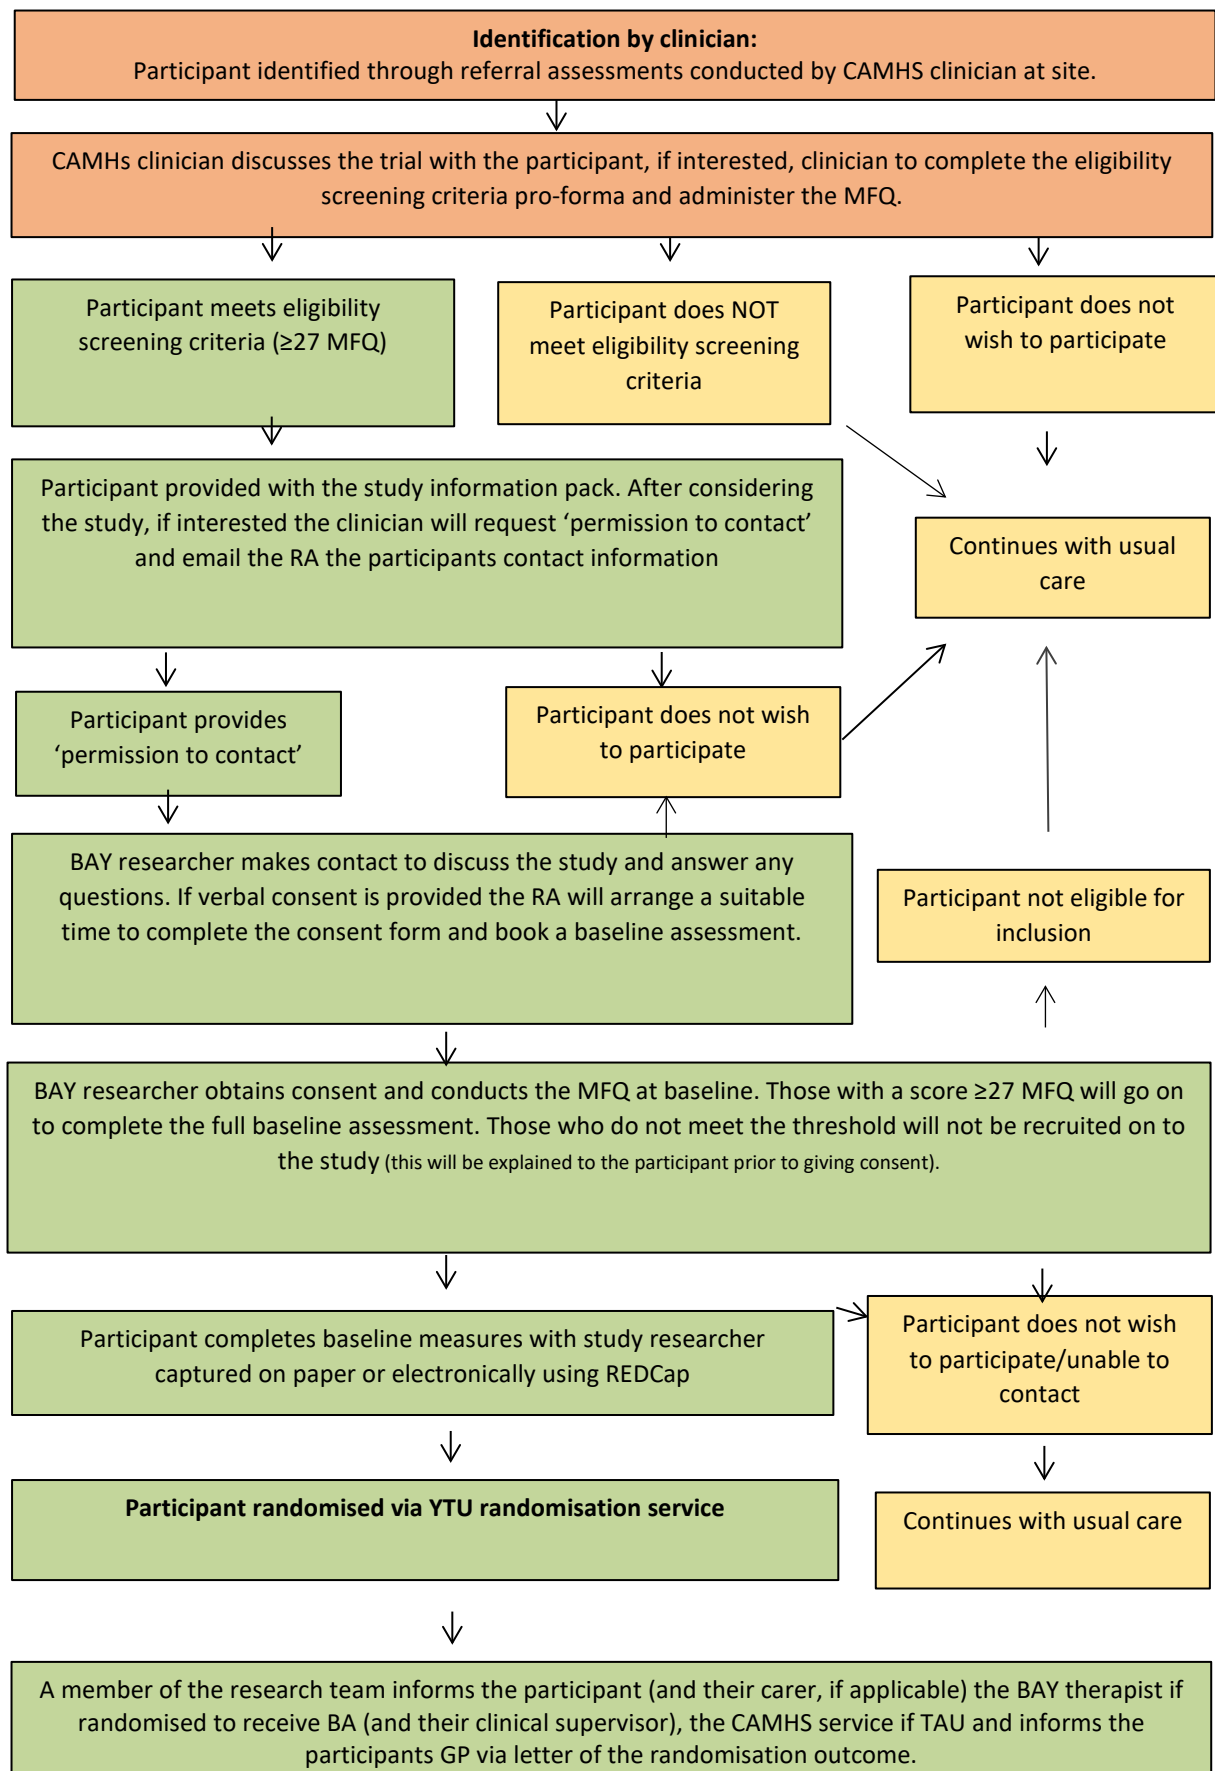 Identification by clinician:
Participant identified through referral assessments conducted by CAMHS clinician at site.
CAMHs clinician discusses the trial with the participant, if interested, clinician to complete the eligibility
screening criteria pro-forma and administer the MFQ.
Participant meets eligibility
screening criteria (≥27 MFQ)
Participant does NOT
meet eligibility screening
criteria
Participant does not
wish to participate
Participant provided with the study information pack. After considering
the study, if interested the clinician will request ‘permission to contact’
and email the RA the participants contact information
Continues with usual
care
Participant provides
‘permission to contact’
Participant does not wish
to participate
BAY researcher makes contact to discuss the study and answer any
questions. If verbal consent is provided the RA will arrange a suitable
time to complete the consent form and book a baseline assessment.
Participant not eligible for
inclusion
BAY researcher obtains consent and conducts the MFQ at baseline. Those with a score ≥27 MFQ will go on
to complete the full baseline assessment. Those who do not meet the threshold will not be recruited on to
the study (this will be explained to the participant prior to giving consent).
Participant completes baseline measures with study researcher
captured on paper or electronically using REDCap
Participant does not wish
to participate/unable to
contact
Participant randomised via YTU randomisation service
Continues with usual care
A member of the research team informs the participant (and their carer, if applicable) the BAY therapist if
randomised to receive BA (and their clinical supervisor), the CAMHS service if TAU and informs the
participants GP via letter of the randomisation outcome.